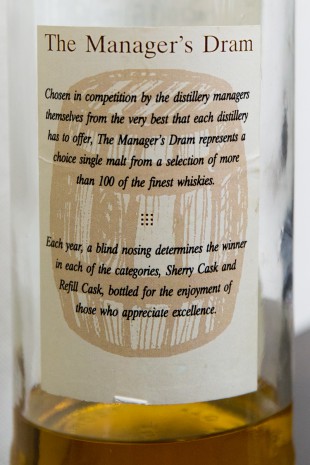 The Manager's Dram
Chosen in competition by the distillery managers
themselves from the very best that each distillery
has to offer, The Manager's Dram represents a
choice single malt from a selection of more
than 100 of the finest whiskies.
Each year, a blind nosing determines the winner
in each of the categories, Sherry Cask and
Refill Cask, bottled for the enjoyment of
those who appreciate excellence.